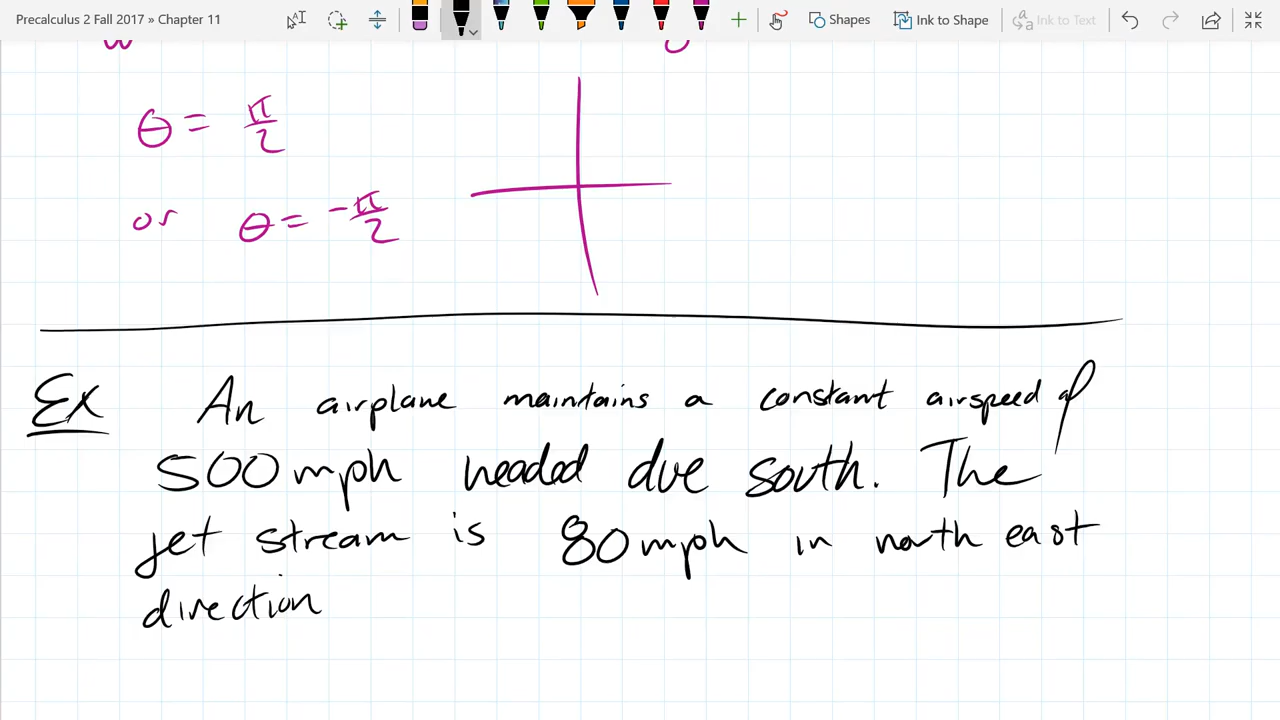 Precalculus 2 Fall 2017 » Chapter 11 Shapes Ink to Shape Ink to Text
θ = π/2
or θ = -π/2
Ex An airplane maintains a constant airspeed of
500 mph headed due south. The
jet stream is 80 mph in north east
direction